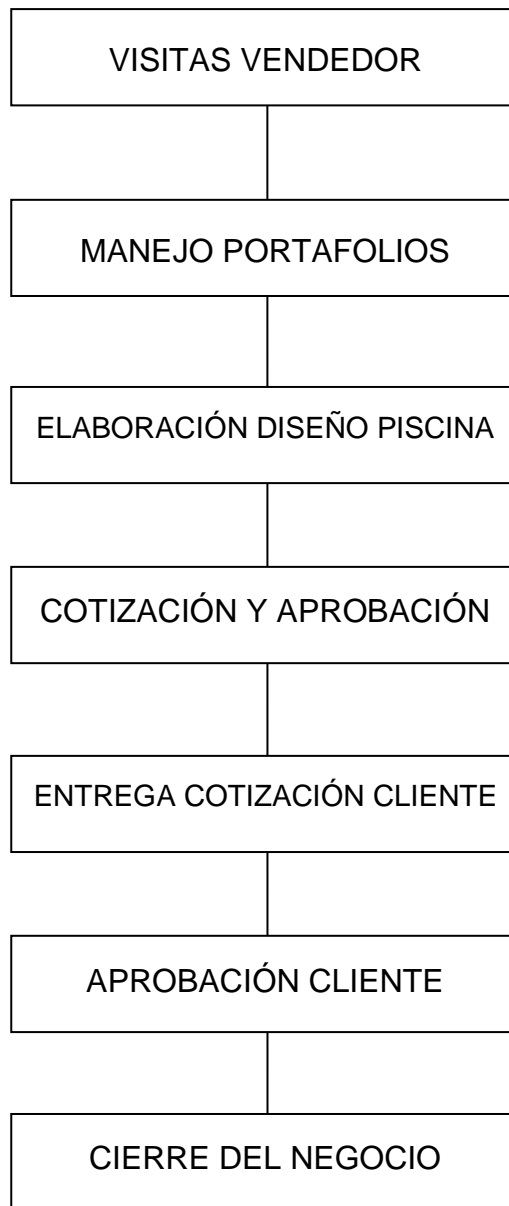 VISITAS VENDEDOR
MANEJO PORTAFOLIOS
ELABORACIÓN DISEÑO PISCINA
COTIZACIÓN Y APROBACIÓN
ENTREGA COTIZACIÓN CLIENTE
APROBACIÓN CLIENTE
CIERRE DEL NEGOCIO